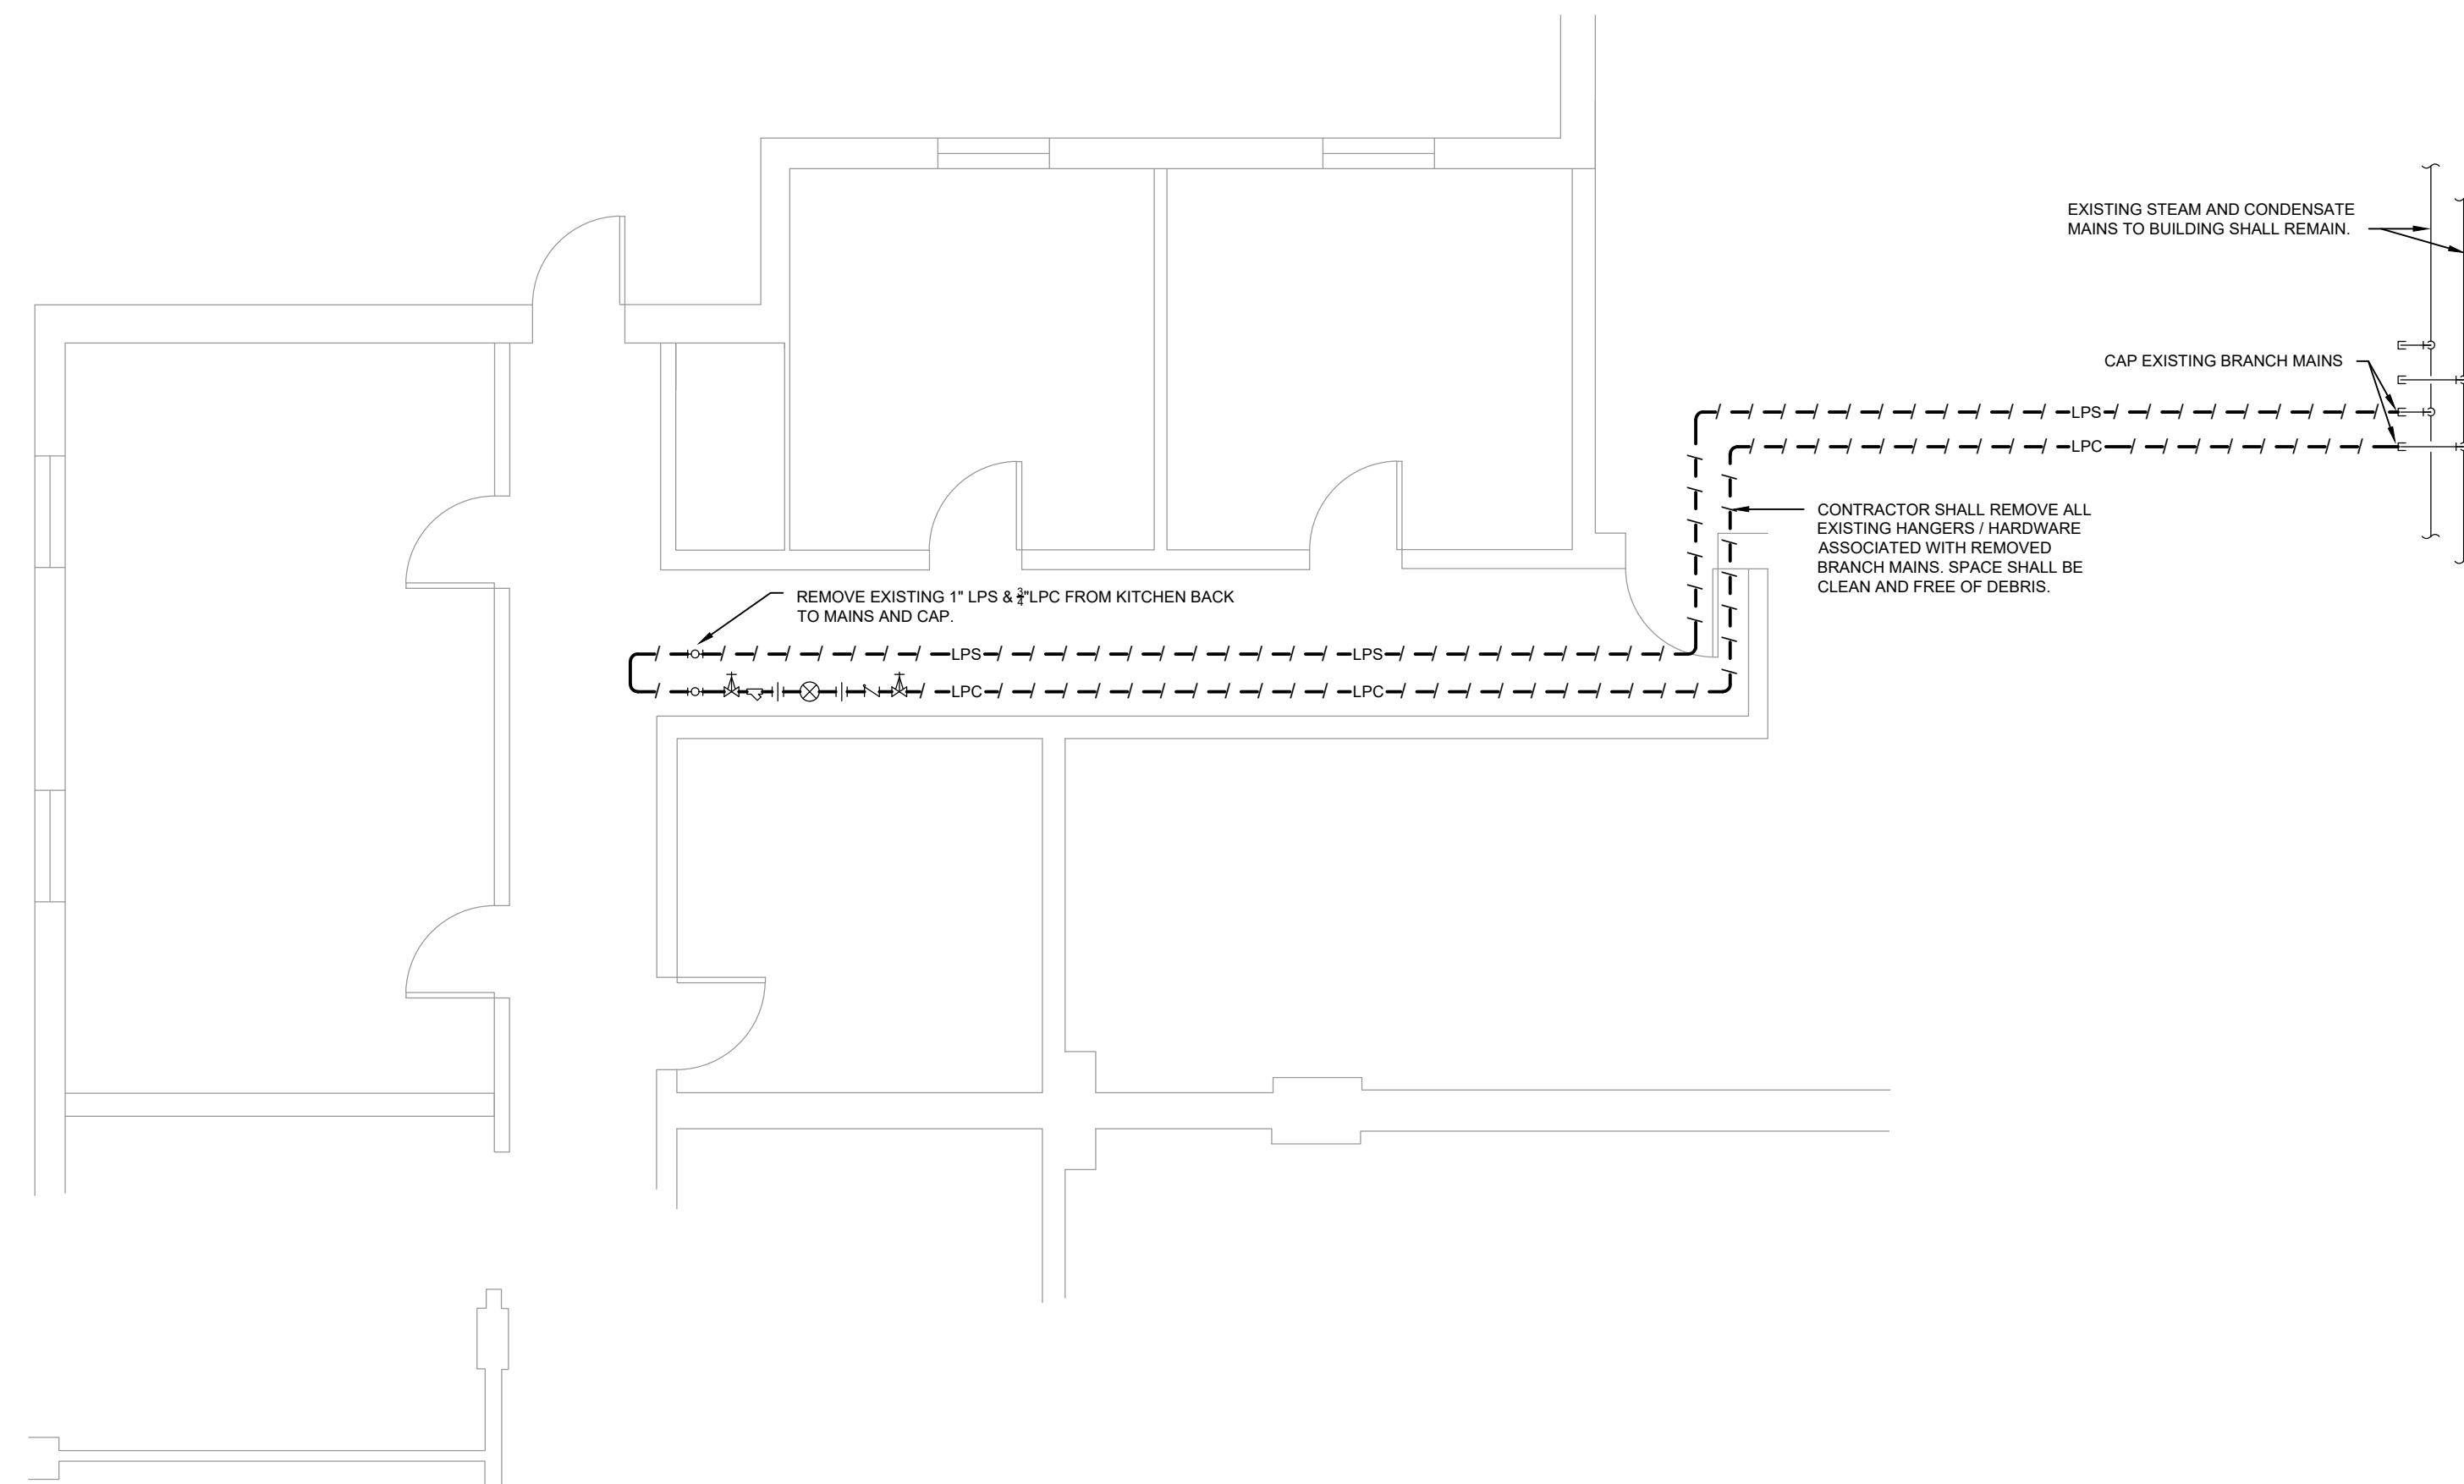 EXISTING STEAM AND CONDENSATE
MAINS TO BUILDING SHALL REMAIN.
CAP EXISTING BRANCH MAINS
LPS
LPC
CONTRACTOR SHALL REMOVE ALL
EXISTING HANGERS / HARDWARE
ASSOCIATED WITH REMOVED
BRANCH MAINS. SPACE SHALL BE
CLEAN AND FREE OF DEBRIS.
REMOVE EXISTING 1" LPS & 3/4"LPC FROM KITCHEN BACK
TO MAINS AND CAP.
LPS LPS
LPC LPC